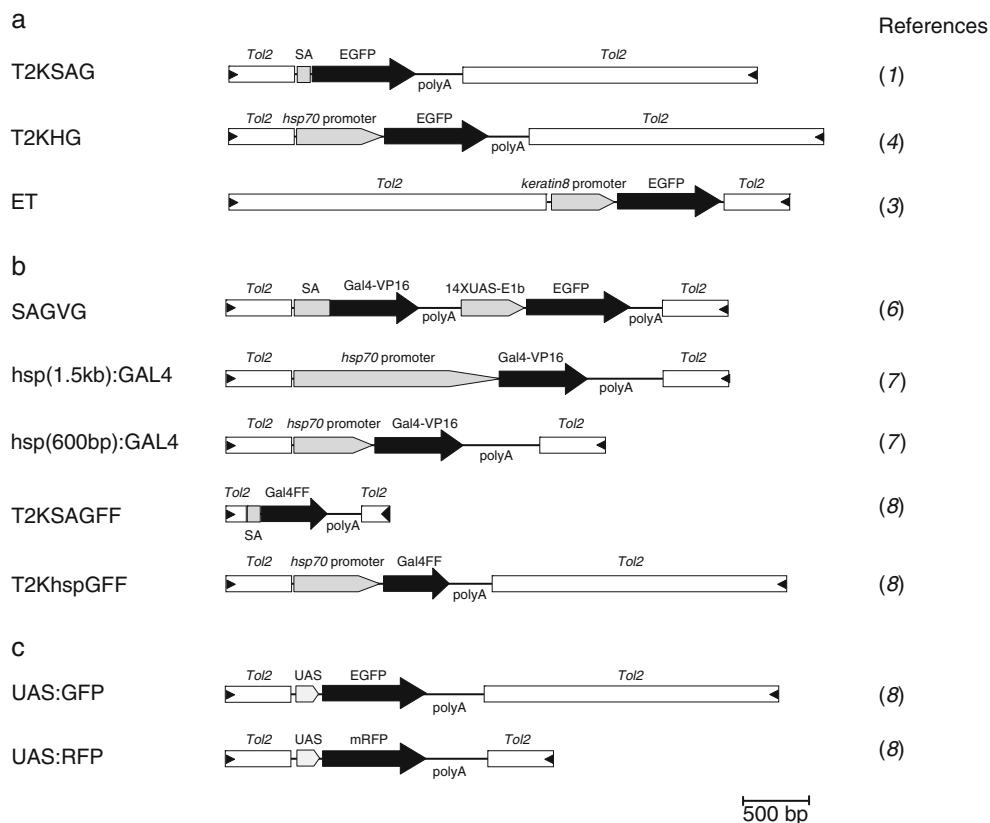 a
References
Tol2 SA EGFP Tol2
T2KSAG (1)
polyA
Tol2 hsp70 promoter EGFP Tol2
T2KHG (4)
polyA
Tol2 keratin8 promoter EGFP Tol2
ET (3)
b
Tol2 SA Gal4-VP16 14XUAS-E1b EGFP Tol2
SAGVG (6)
polyA polyA
Tol2 hsp70 promoter Gal4-VP16 Tol2
hsp(1.5kb):GAL4 (7)
polyA
Tol2 hsp70 promoter Gal4-VP16 Tol2
hsp(600bp):GAL4 (7)
polyA
Tol2 Gal4FF Tol2
T2KSAGFF (8)
SA polyA
Tol2 hsp70 promoter Gal4FF Tol2
T2KhspGFF (8)
polyA
c
Tol2 UAS EGFP Tol2
UAS:GFP (8)
polyA
Tol2 UAS mRFP Tol2
UAS:RFP (8)
polyA
500 bp